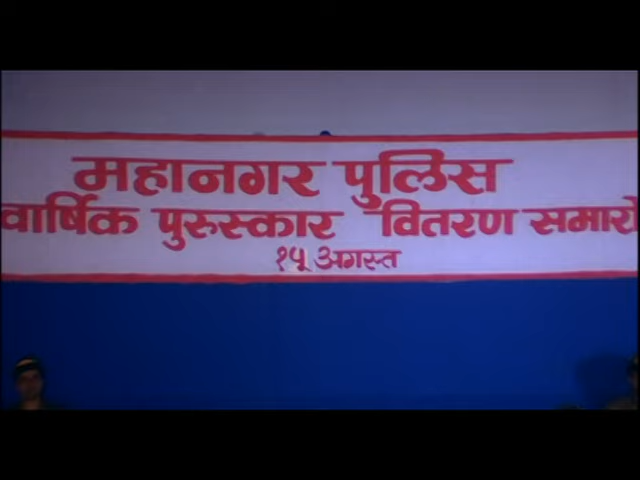 महानगर पुलिस
वार्षिक पुरुस्कार वितरण समारो
१५ अगस्त